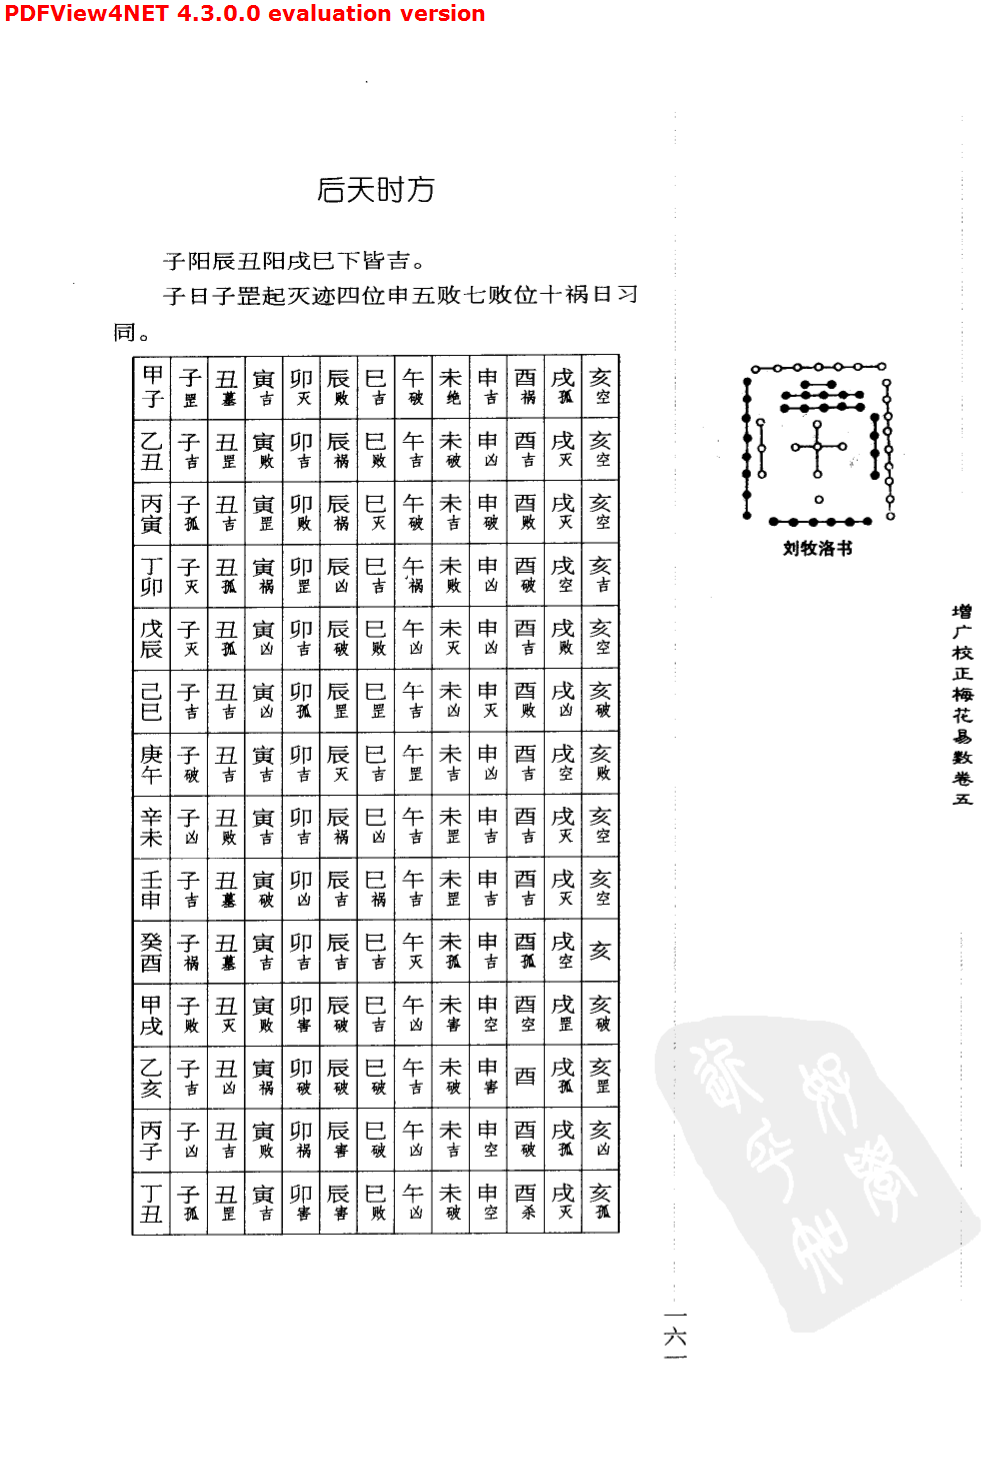 PDFView4NET 4.3.0.0 evaluation version
后天时方
子阳辰丑阳戌巳下皆吉。
子日子罡起灭迹四位申五败七败位十祸日习
同。
甲子 子罡 丑墓 寅吉 卯灭 辰败 巳吉 午破 未绝 申吉 酉祸 戌孤 亥空
乙丑 子吉 丑罡 寅败 卯吉 辰祸 巳败 午吉 未破 申凶 酉吉 戌灭 亥空
丙寅 子孤 丑吉 寅罡 卯败 辰祸 巳灭 午破 未吉 申破 酉败 戌灭 亥空
丁卯 子灭 丑孤 寅祸 卯罡 辰凶 巳吉 午祸 未败 申凶 酉破 戌空 亥吉
戊辰 子灭 丑孤 寅凶 卯吉 辰破 巳败 午凶 未灭 申凶 酉吉 戌败 亥空
己巳 子吉 丑吉 寅凶 卯孤 辰罡 巳罡 午吉 未凶 申灭 酉败 戌凶 亥破
庚午 子破 丑吉 寅吉 卯吉 辰灭 巳吉 午罡 未吉 申凶 酉吉 戌空 亥败
辛未 子凶 丑败 寅吉 卯吉 辰祸 巳凶 午吉 未罡 申吉 酉吉 戌灭 亥空
壬申 子吉 丑墓 寅破 卯凶 辰吉 巳祸 午吉 未罡 申吉 酉吉 戌灭 亥空
癸酉 子祸 丑墓 寅吉 卯吉 辰吉 巳吉 午灭 未孤 申吉 酉孤 戌空 亥
甲戌 子败 丑灭 寅败 卯害 辰破 巳吉 午凶 未害 申空 酉空 戌罡 亥破
乙亥 子吉 丑凶 寅祸 卯破 辰破 巳破 午吉 未破 申害 酉 戌孤 亥罡
丙子 子凶 丑吉 寅败 卯祸 辰害 巳破 午凶 未吉 申空 酉破 戌孤 亥凶
丁丑 子孤 丑罡 寅吉 卯害 辰害 巳败 午凶 未破 申空 酉杀 戌灭 亥孤
刘牧洛书
增广校正梅花易数卷五
一六一